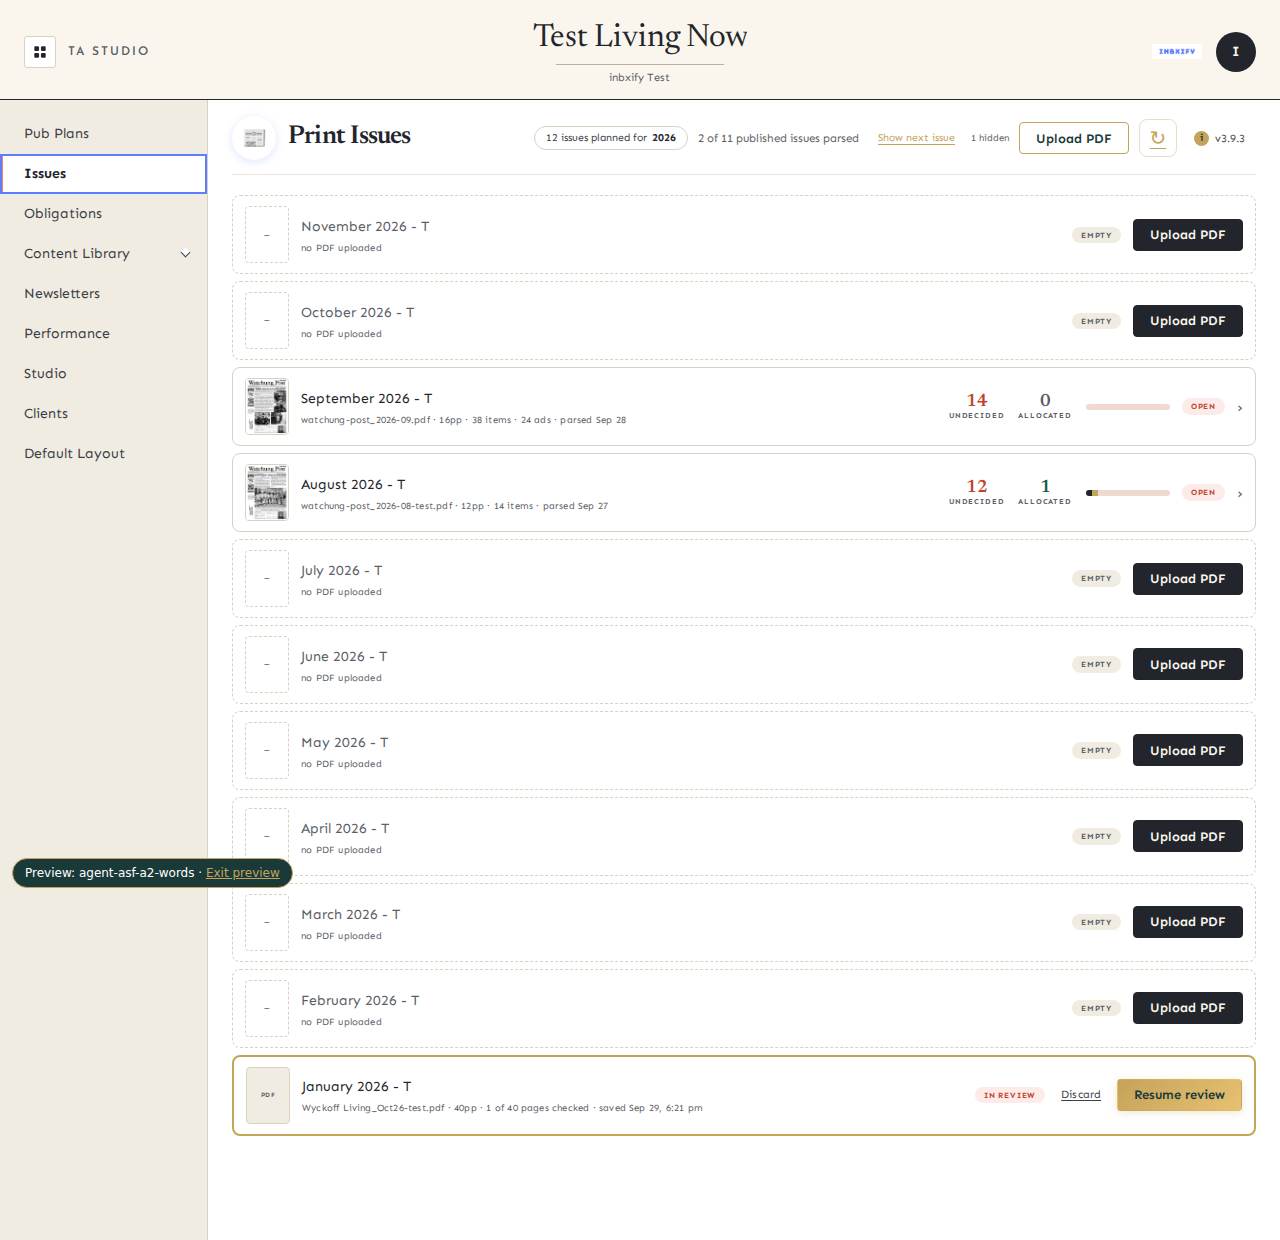 TA STUDIO
Test Living Now
inbxify Test
INBXIFY
I
Pub Plans
Issues
Obligations
Content Library
Newsletters
Performance
Studio
Clients
Default Layout
Print Issues
12 issues planned for 2026
2 of 11 published issues parsed
Show next issue
1 hidden
Upload PDF
↻
i v3.9.3
–
November 2026 - T
no PDF uploaded
EMPTY
Upload PDF
–
October 2026 - T
no PDF uploaded
EMPTY
Upload PDF
Watchung Post
September 2026 - T
watchung-post_2026-09.pdf · 16pp · 38 items · 24 ads · parsed Sep 28
14
UNDECIDED
0
ALLOCATED
OPEN
›
Watchung Post
August 2026 - T
watchung-post_2026-08-test.pdf · 12pp · 14 items · parsed Sep 27
12
UNDECIDED
1
ALLOCATED
OPEN
›
–
July 2026 - T
no PDF uploaded
EMPTY
Upload PDF
–
June 2026 - T
no PDF uploaded
EMPTY
Upload PDF
–
May 2026 - T
no PDF uploaded
EMPTY
Upload PDF
–
April 2026 - T
no PDF uploaded
EMPTY
Upload PDF
Preview: agent-asf-a2-words · Exit preview
–
March 2026 - T
no PDF uploaded
EMPTY
Upload PDF
–
February 2026 - T
no PDF uploaded
EMPTY
Upload PDF
PDF
January 2026 - T
Wyckoff Living_Oct26-test.pdf · 40pp · 1 of 40 pages checked · saved Sep 29, 6:21 pm
IN REVIEW
Discard
Resume review